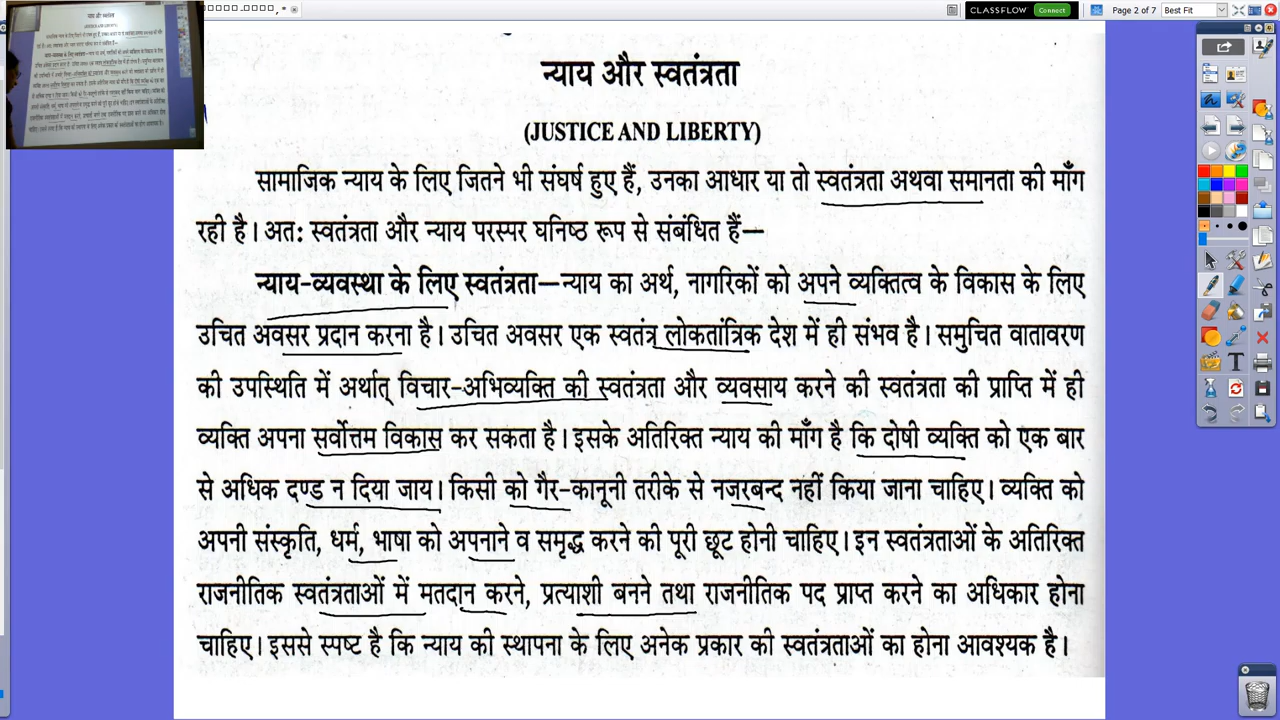 CLASSFLOW Connect Page 2 of 7 Best Fit
न्याय और स्वतंत्रता
(JUSTICE AND LIBERTY)
सामाजिक न्याय के लिए जितने भी संघर्ष हुए हैं, उनका आधार या तो स्वतंत्रता अथवा समानता की माँग
रही है। अतः स्वतंत्रता और न्याय परस्पर घनिष्ठ रूप से संबंधित हैं—
न्याय-व्यवस्था के लिए स्वतंत्रता—न्याय का अर्थ, नागरिकों को अपने व्यक्तित्व के विकास के लिए
उचित अवसर प्रदान करना है। उचित अवसर एक स्वतंत्र लोकतांत्रिक देश में ही संभव है। समुचित वातावरण
की उपस्थिति में अर्थात् विचार-अभिव्यक्ति की स्वतंत्रता और व्यवसाय करने की स्वतंत्रता की प्राप्ति में ही
व्यक्ति अपना सर्वोत्तम विकास कर सकता है। इसके अतिरिक्त न्याय की माँग है कि दोषी व्यक्ति को एक बार
से अधिक दण्ड न दिया जाय। किसी को गैर-कानूनी तरीके से नजरबन्द नहीं किया जाना चाहिए। व्यक्ति को
अपनी संस्कृति, धर्म, भाषा को अपनाने व समृद्ध करने की पूरी छूट होनी चाहिए। इन स्वतंत्रताओं के अतिरिक्त
राजनीतिक स्वतंत्रताओं में मतदान करने, प्रत्याशी बनने तथा राजनीतिक पद प्राप्त करने का अधिकार होना
चाहिए। इससे स्पष्ट है कि न्याय की स्थापना के लिए अनेक प्रकार की स्वतंत्रताओं का होना आवश्यक है।